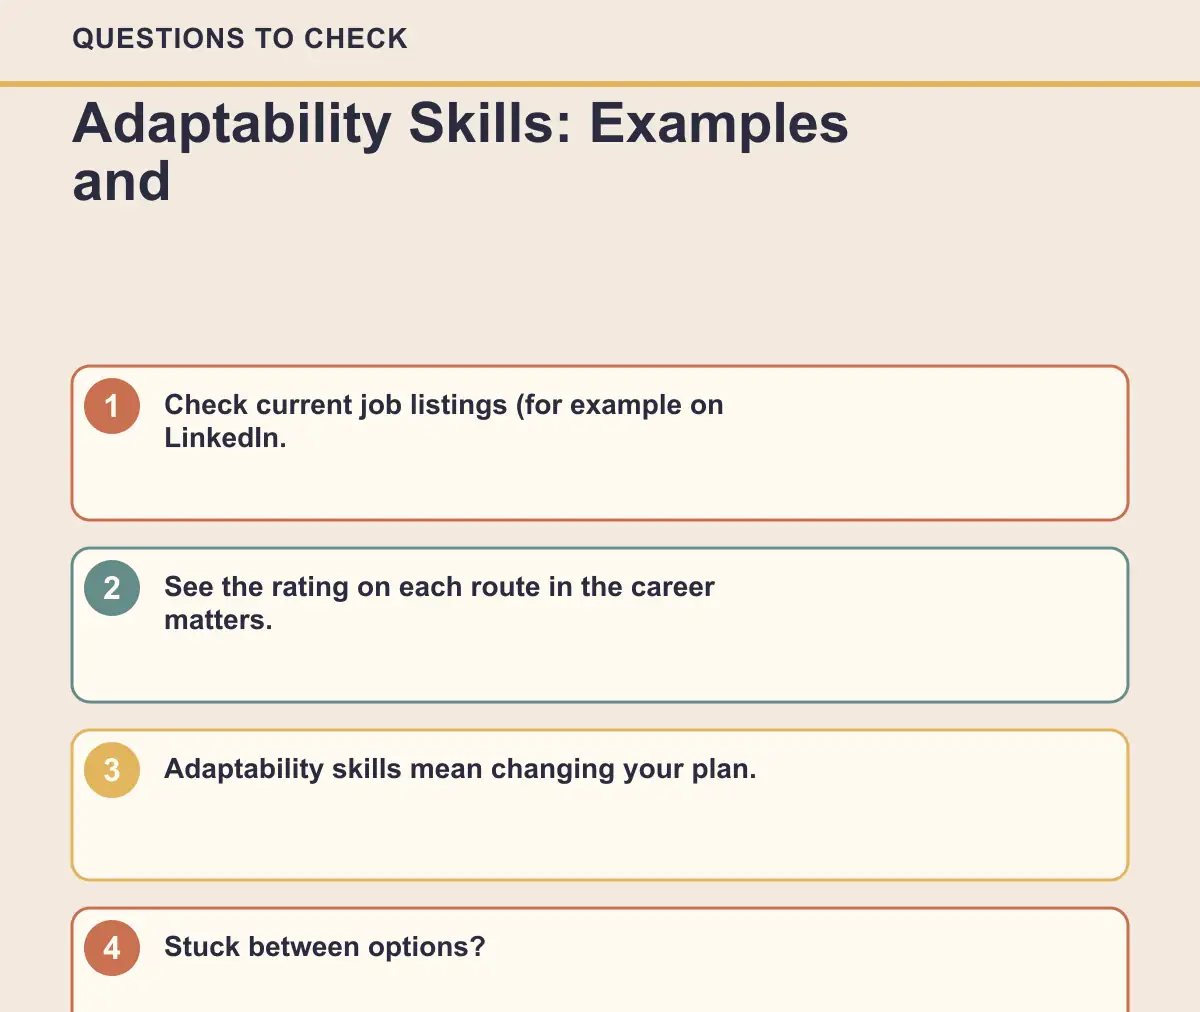 QUESTIONS TO CHECK
Adaptability Skills: Examples
and
1
Check current job listings (for example on
LinkedIn.
2
See the rating on each route in the career
matters.
3
Adaptability skills mean changing your plan.
4
Stuck between options?